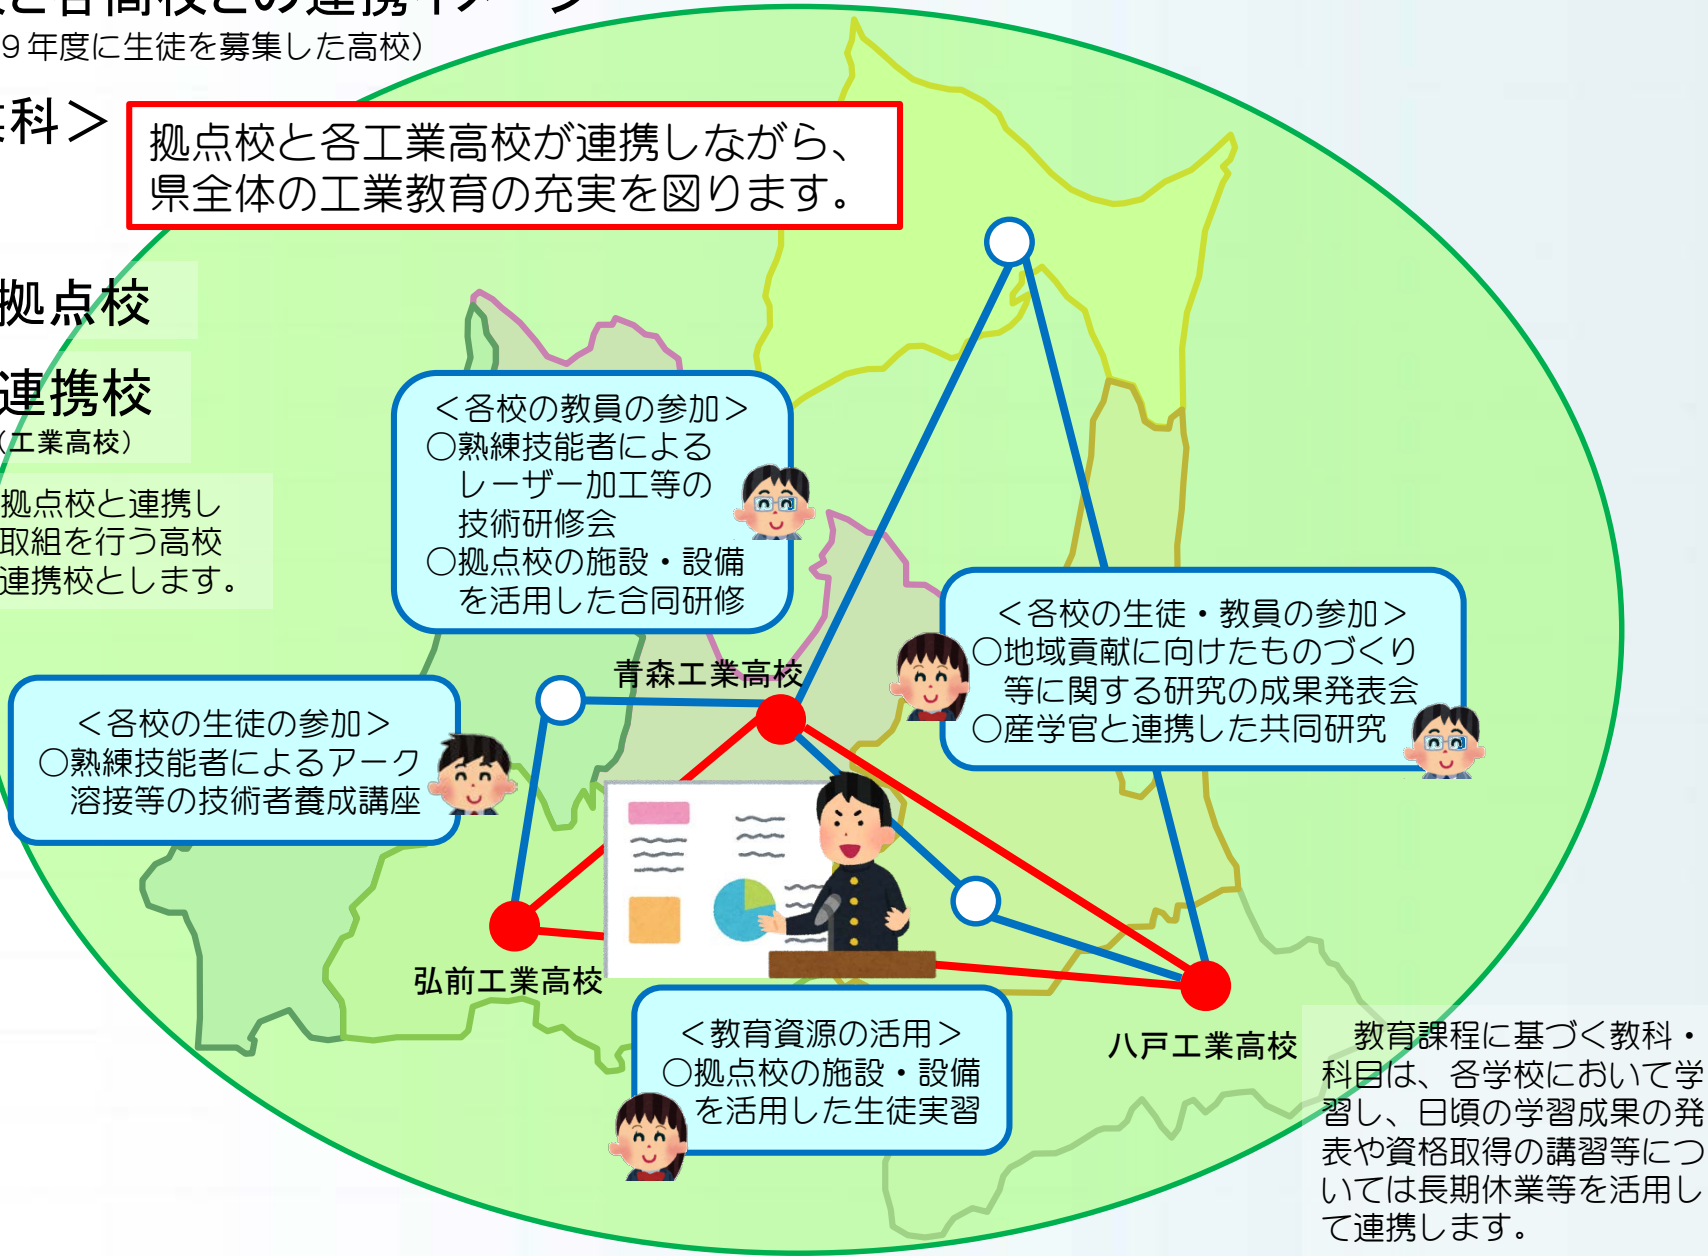 と各高校との連携イメージ
９年度に生徒を募集した高校）
科＞
拠点校と各工業高校が連携しながら、
県全体の工業教育の充実を図ります。
拠点校
連携校
（工業高校）
拠点校と連携し
取組を行う高校
連携校とします。
＜各校の教員の参加＞
○熟練技能者による
レーザー加工等の
技術研修会
○拠点校の施設・設備
を活用した合同研修
＜各校の生徒・教員の参加＞
○地域貢献に向けたものづくり
等に関する研究の成果発表会
○産学官と連携した共同研究
青森工業高校
＜各校の生徒の参加＞
○熟練技能者によるアーク
溶接等の技術者養成講座
弘前工業高校
八戸工業高校
＜教育資源の活用＞
○拠点校の施設・設備
を活用した生徒実習
教育課程に基づく教科・
科目は、各学校において学
習し、日頃の学習成果の発
表や資格取得の講習等につ
いては長期休業等を活用し
て連携します。